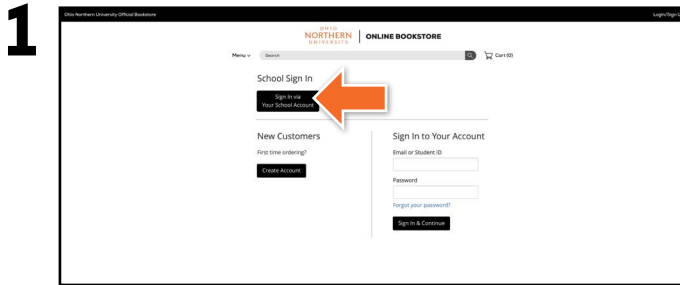 1
Ohio Northern University Official Bookstore
Login/Sign U
OHIO
NORTHERN
UNIVERSITY
ONLINE BOOKSTORE
Menu
Search
Cart (0)
School Sign In
Sign In via
Your School Account
New Customers
First time ordering?
Create Account
Sign In to Your Account
Email or Student ID
Password
Forgot your password?
Sign In & Continue